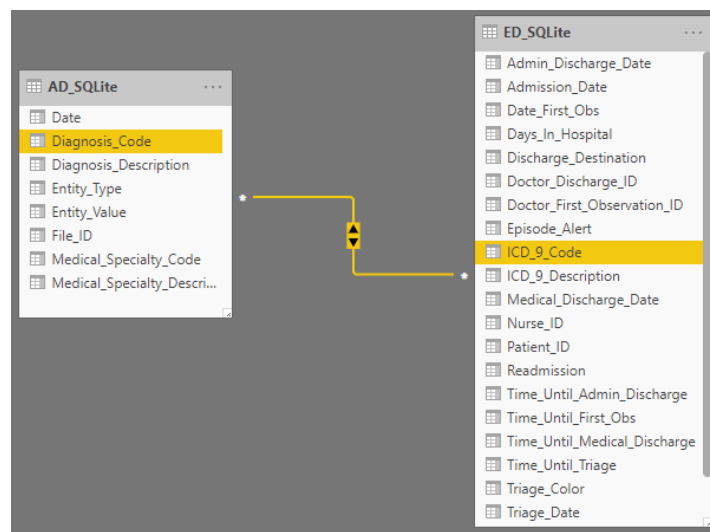 AD_SQLite
Date
Diagnosis_Code
Diagnosis_Description
Entity_Type
Entity_Value
File_ID
Medical_Specialty_Code
Medical_Specialty_Descri...
ED_SQLite
Admin_Discharge_Date
Admission_Date
Date_First_Obs
Days_In_Hospital
Discharge_Destination
Doctor_Discharge_ID
Doctor_First_Observation_ID
Episode_Alert
ICD_9_Code
ICD_9_Description
Medical_Discharge_Date
Nurse_ID
Patient_ID
Readmission
Time_Until_Admin_Discharge
Time_Until_First_Obs
Time_Until_Medical_Discharge
Time_Until_Triage
Triage_Color
Triage_Date